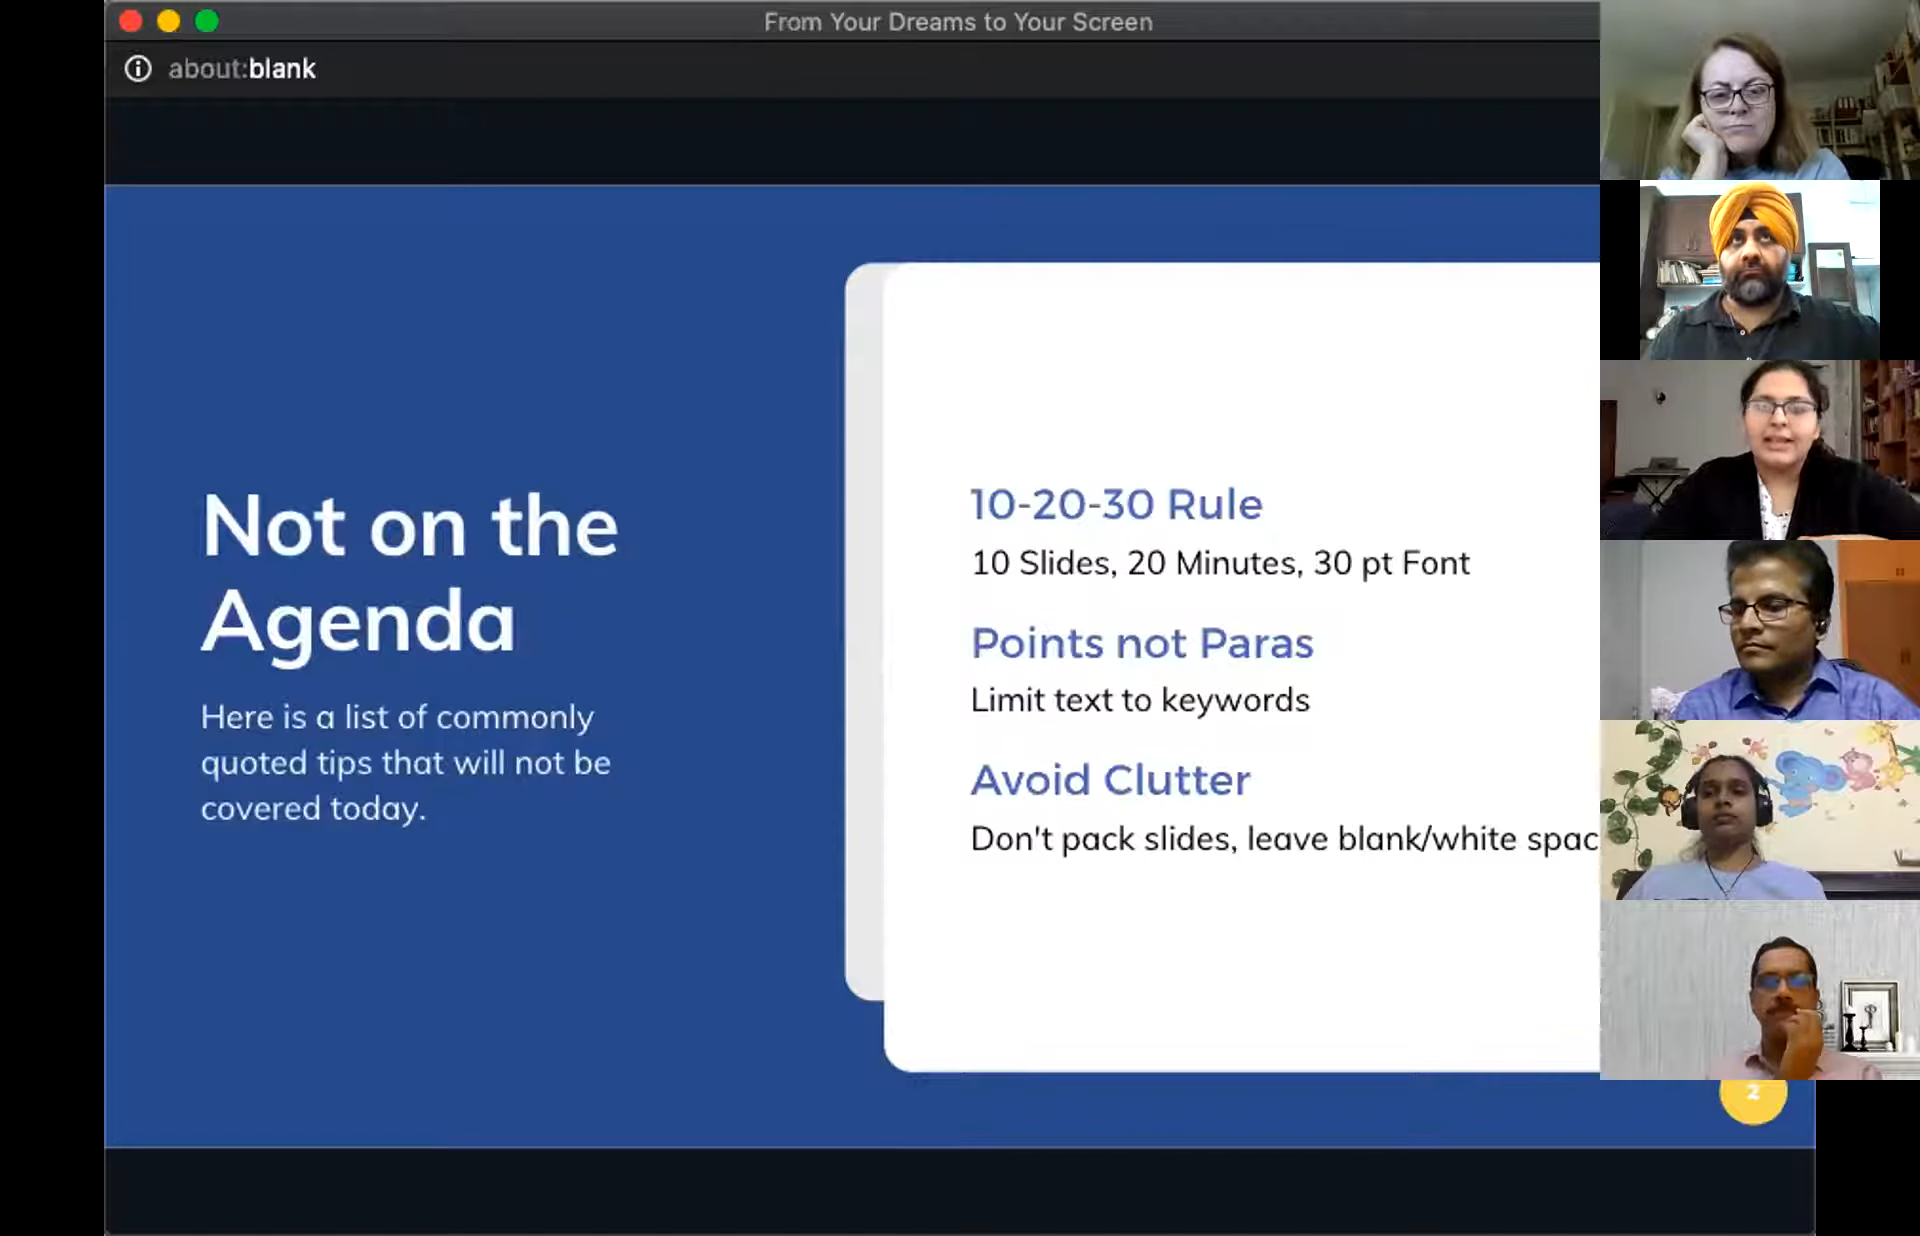 From Your Dreams to Your Screen
about:blank
Not on the
Agenda
Here is a list of commonly
quoted tips that will not be
covered today.
10-20-30 Rule
10 Slides, 20 Minutes, 30 pt Font
Points not Paras
Limit text to keywords
Avoid Clutter
Don't pack slides, leave blank/white spac
2